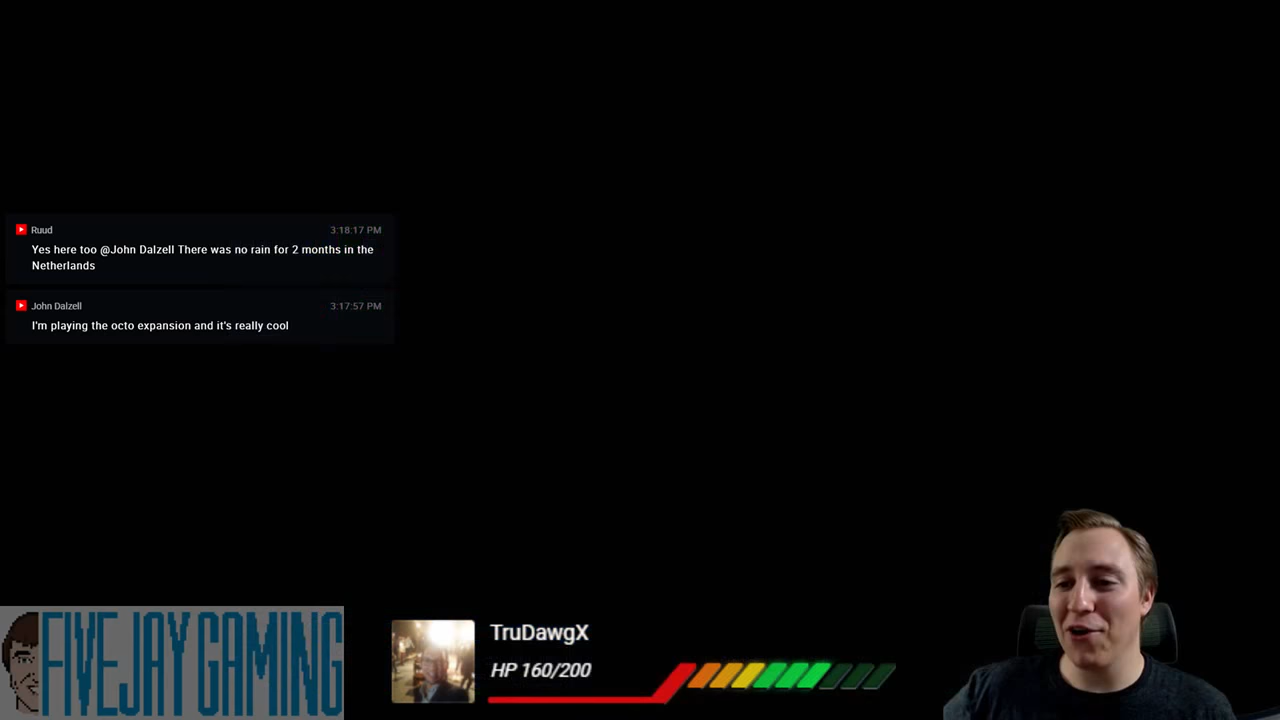 Ruud 3:18:17 PM
Yes here too @John Dalzell There was no rain for 2 months in the
Netherlands
John Dalzell 3:17:57 PM
I'm playing the octo expansion and it's really cool
FIVEJAY GAMING
TruDawgX
HP 160/200